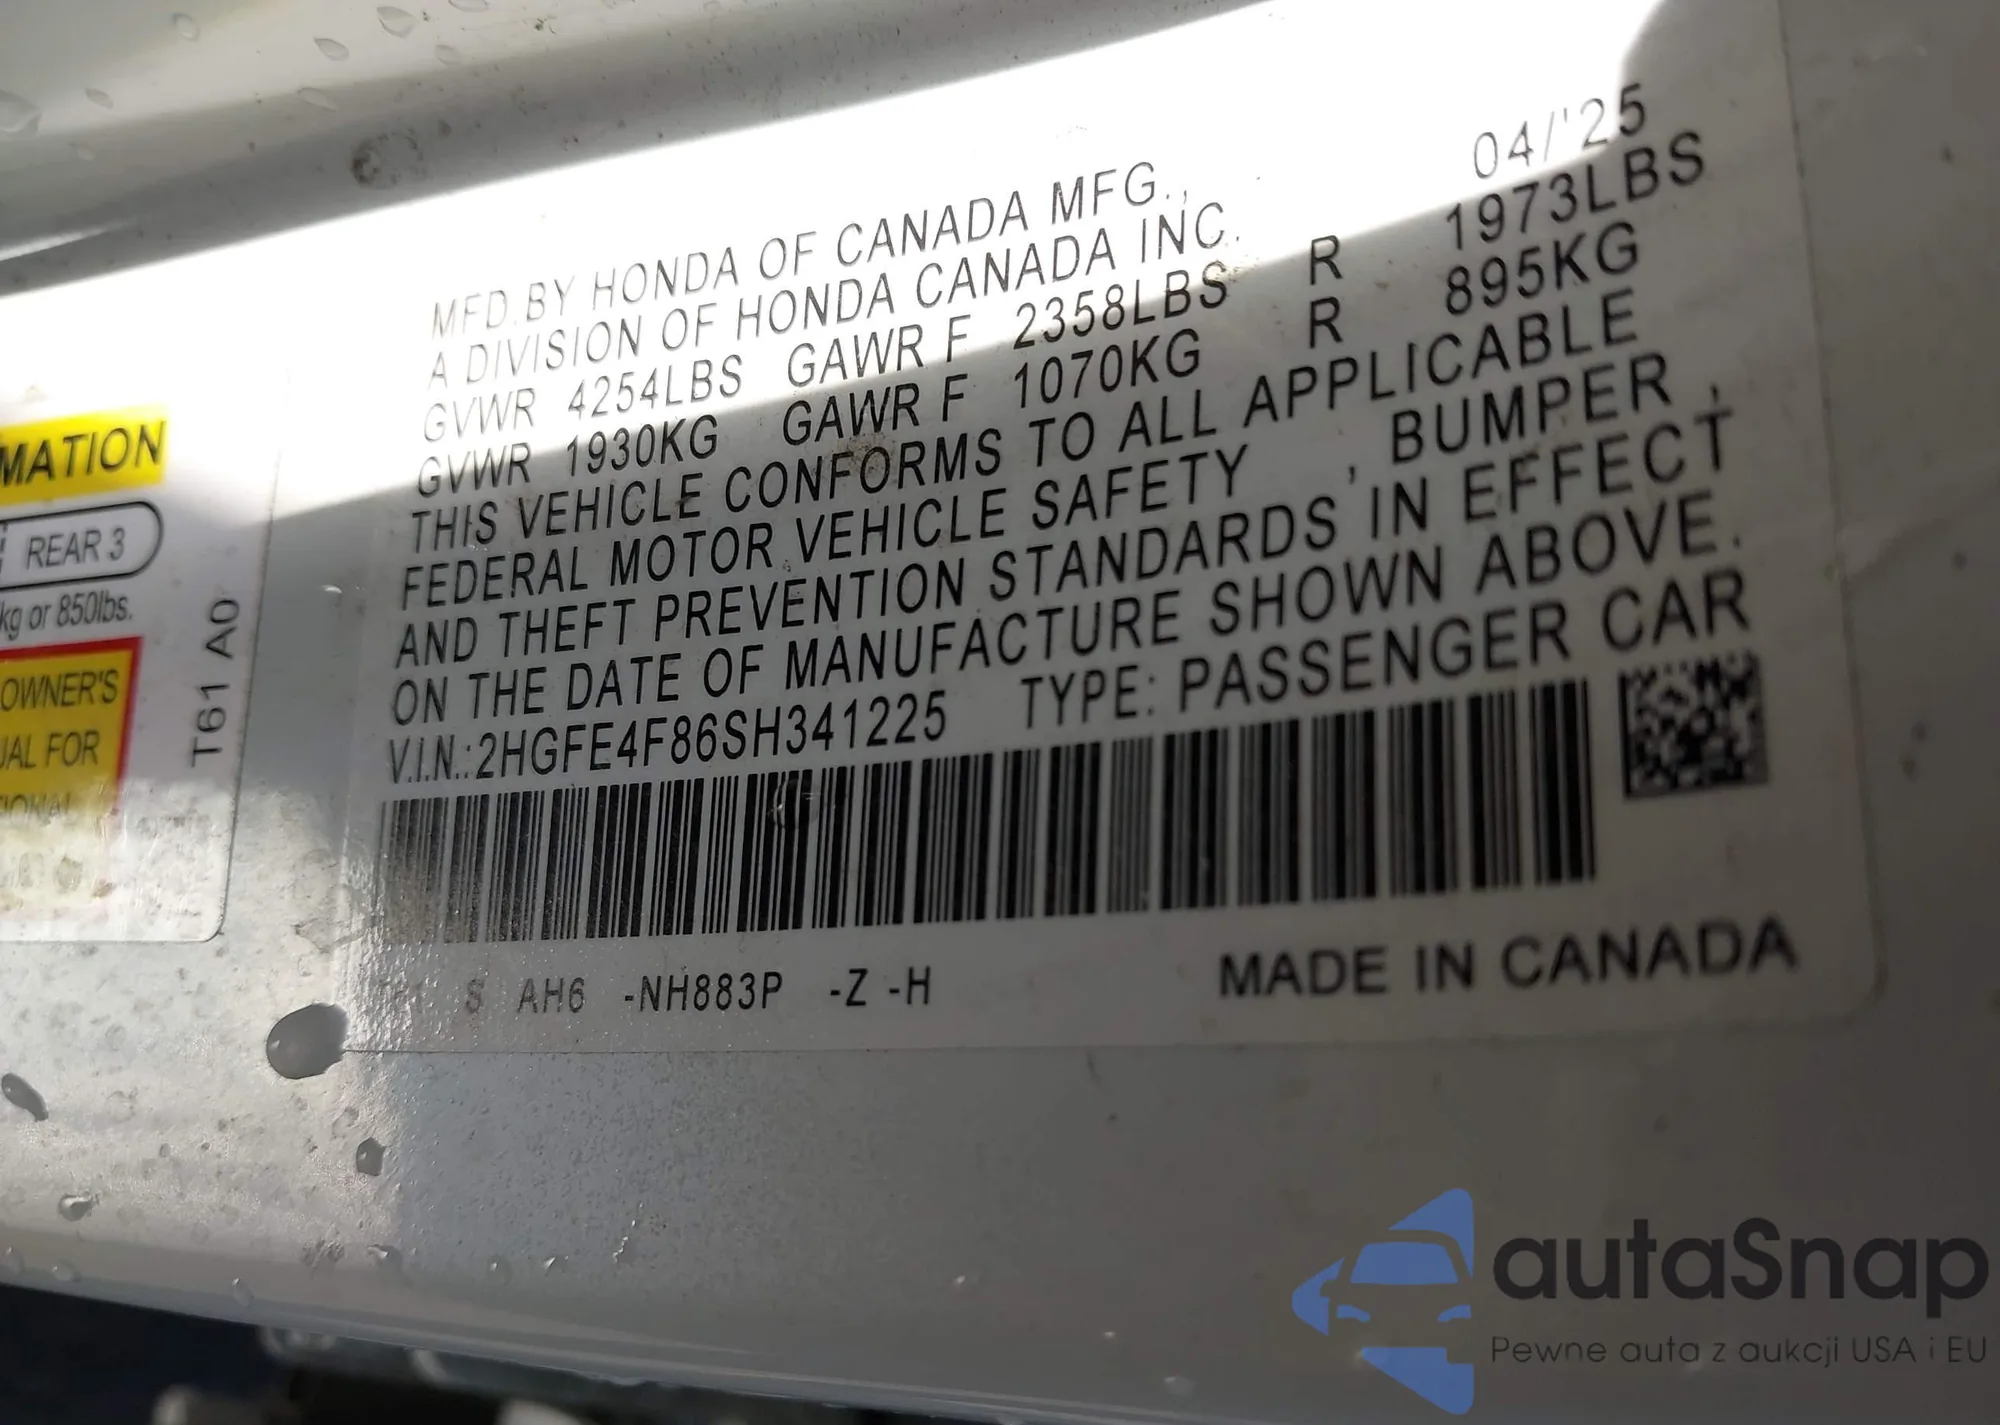 MATION
REAR 3
kg or 850lbs.
OWNER'S
UAL FOR
T61 A0
04/'25
MFD.BY HONDA OF CANADA MFG.,
A DIVISION OF HONDA CANADA INC.
GVWR 4254LBS GAWR F 2358LBS R 1973LBS
GVWR 1930KG GAWR F 1070KG R 895KG
THIS VEHICLE CONFORMS TO ALL APPLICABLE
FEDERAL MOTOR VEHICLE SAFETY , BUMPER ,
AND THEFT PREVENTION STANDARDS IN EFFECT
ON THE DATE OF MANUFACTURE SHOWN ABOVE.
V.I.N.:2HGFE4F86SH341225 TYPE: PASSENGER CAR
S AH6 -NH883P -Z -H MADE IN CANADA
autaSnap
Pewne auta z aukcji USA i EU